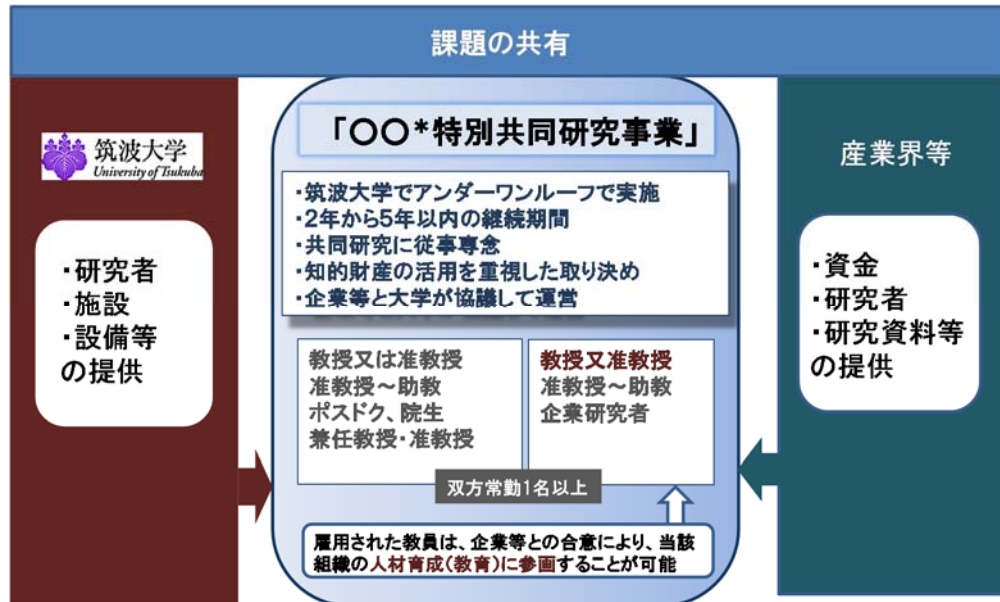 課題の共有
筑波大学
University of Tsukuba
・研究者
・施設
・設備等
の提供
「〇〇*特別共同研究事業」
・筑波大学でアンダーワンルーフで実施
・2年から5年以内の継続期間
・共同研究に従事専念
・知的財産の活用を重視した取り決め
・企業等と大学が協議して運営
教授又は准教授
准教授～助教
ポスドク、院生
兼任教授・准教授
教授又准教授
准教授～助教
企業研究者
双方常勤1名以上
雇用された教員は、企業等との合意により、当該
組織の人材育成(教育)に参画することが可能
産業界等
・資金
・研究者
・研究資料等
の提供